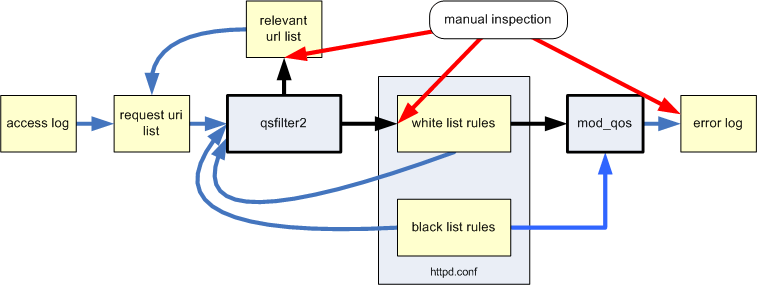 relevant
url list
manual inspection
access log
request uri
list
qsfilter2
white list rules
mod_qos
error log
black list rules
httpd.conf